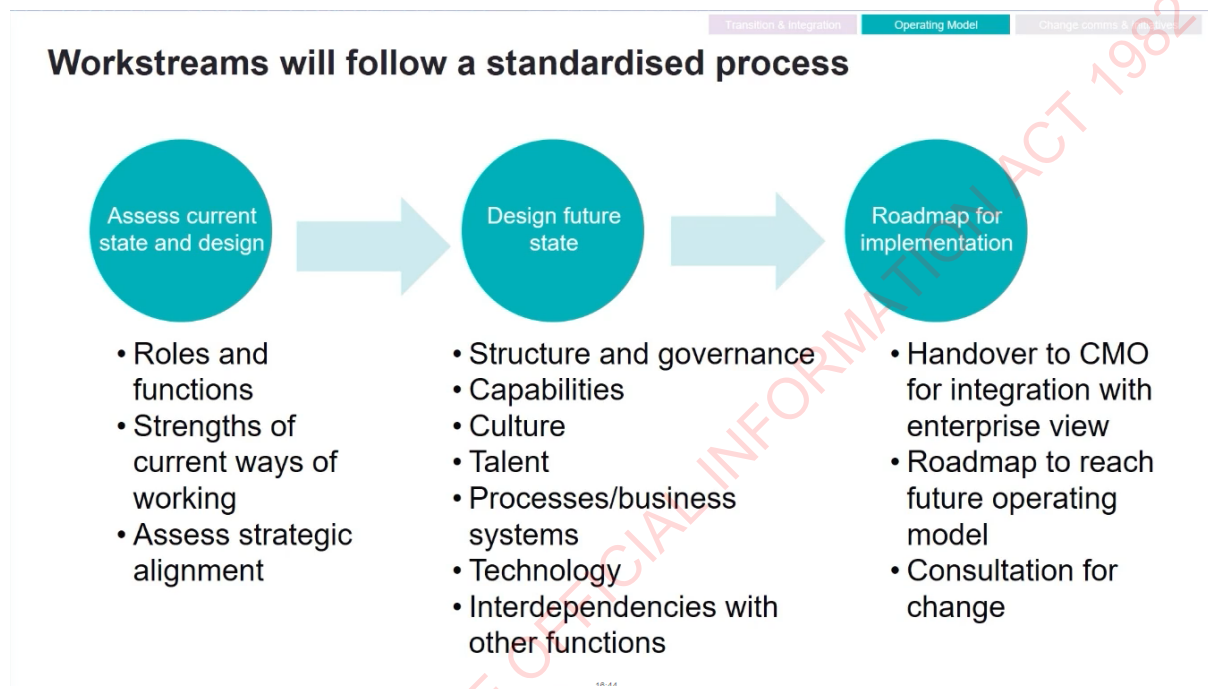 Transition & Integration
Operating Model
Change comms &
Workstreams will follow a standardised process
Assess current
state and design
Design future
state
Roadmap for
implementation
• Roles and
functions
• Strengths of
current ways of
working
• Assess strategic
alignment
• Structure and governance
• Capabilities
• Culture
• Talent
• Processes/business
systems
• Technology
• Interdependencies with
other functions
• Handover to CMO
for integration with
enterprise view
• Roadmap to reach
future operating
model
• Consultation for
change
OFFICIAL INFORMATION ACT 1982